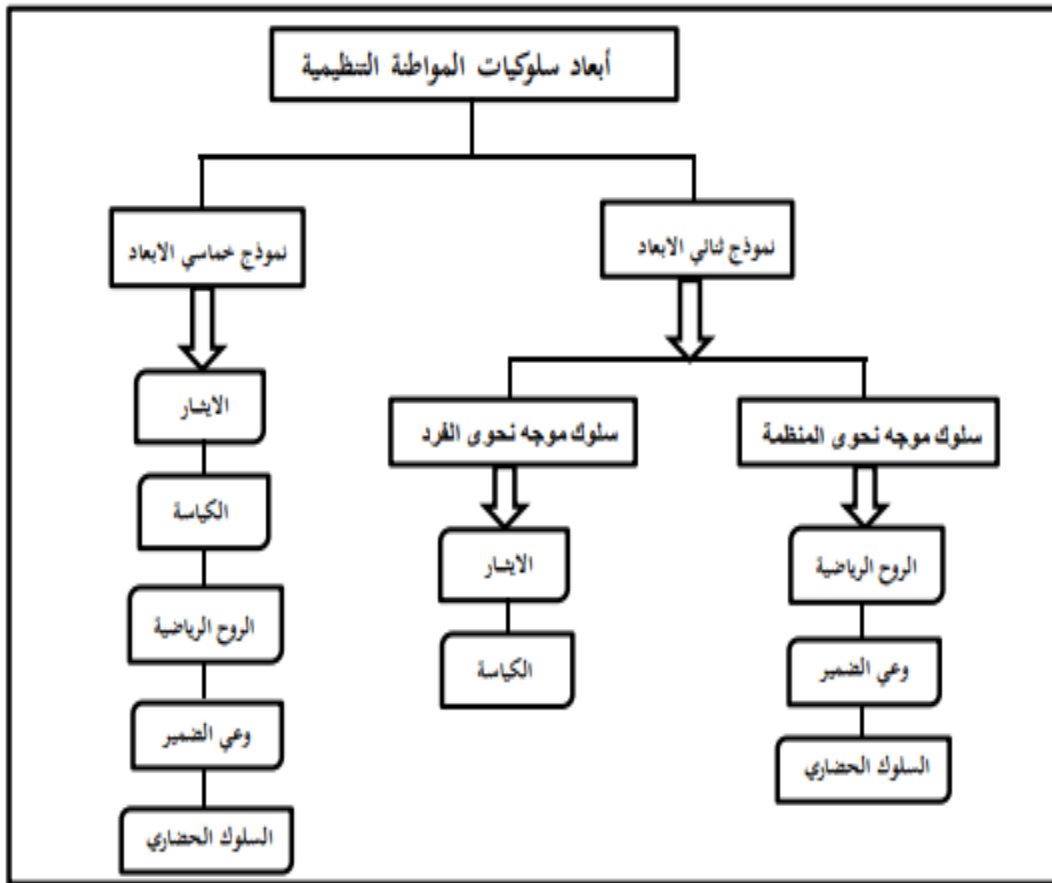 أبعاد سلوكيات المواطنة التنظيمية
نموذج ثنائي الابعاد
نموذج خماسي الابعاد
سلوك موجه نحوى المنظمة
سلوك موجه نحوى الفرد
الروح الرياضية
وعي الضمير
السلوك الحضاري
الايثار
الكياسة
الايثار
الكياسة
الروح الرياضية
وعي الضمير
السلوك الحضاري